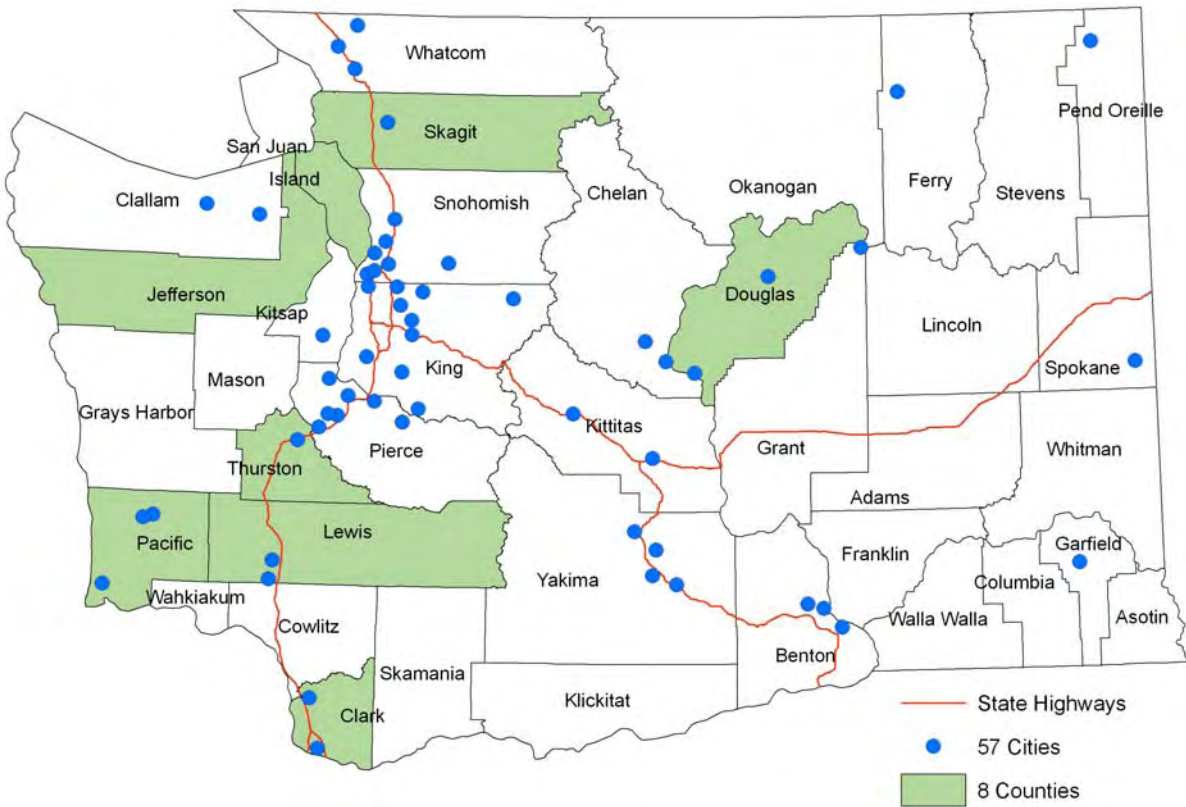 Whatcom
Pend Oreille
Skagit
San Juan
Island
Clallam
Snohomish
Chelan
Okanogan
Ferry
Stevens
Jefferson
Kitsap
Douglas
Lincoln
Mason
King
Spokane
Grays Harbor
Kittitas
Pierce
Grant
Whitman
Thurston
Adams
Pacific
Lewis
Franklin
Garfield
Yakima
Columbia
Wahkiakum
Walla Walla
Asotin
Cowlitz
Benton
Skamania
Klickitat
Clark
State Highways
57 Cities
8 Counties